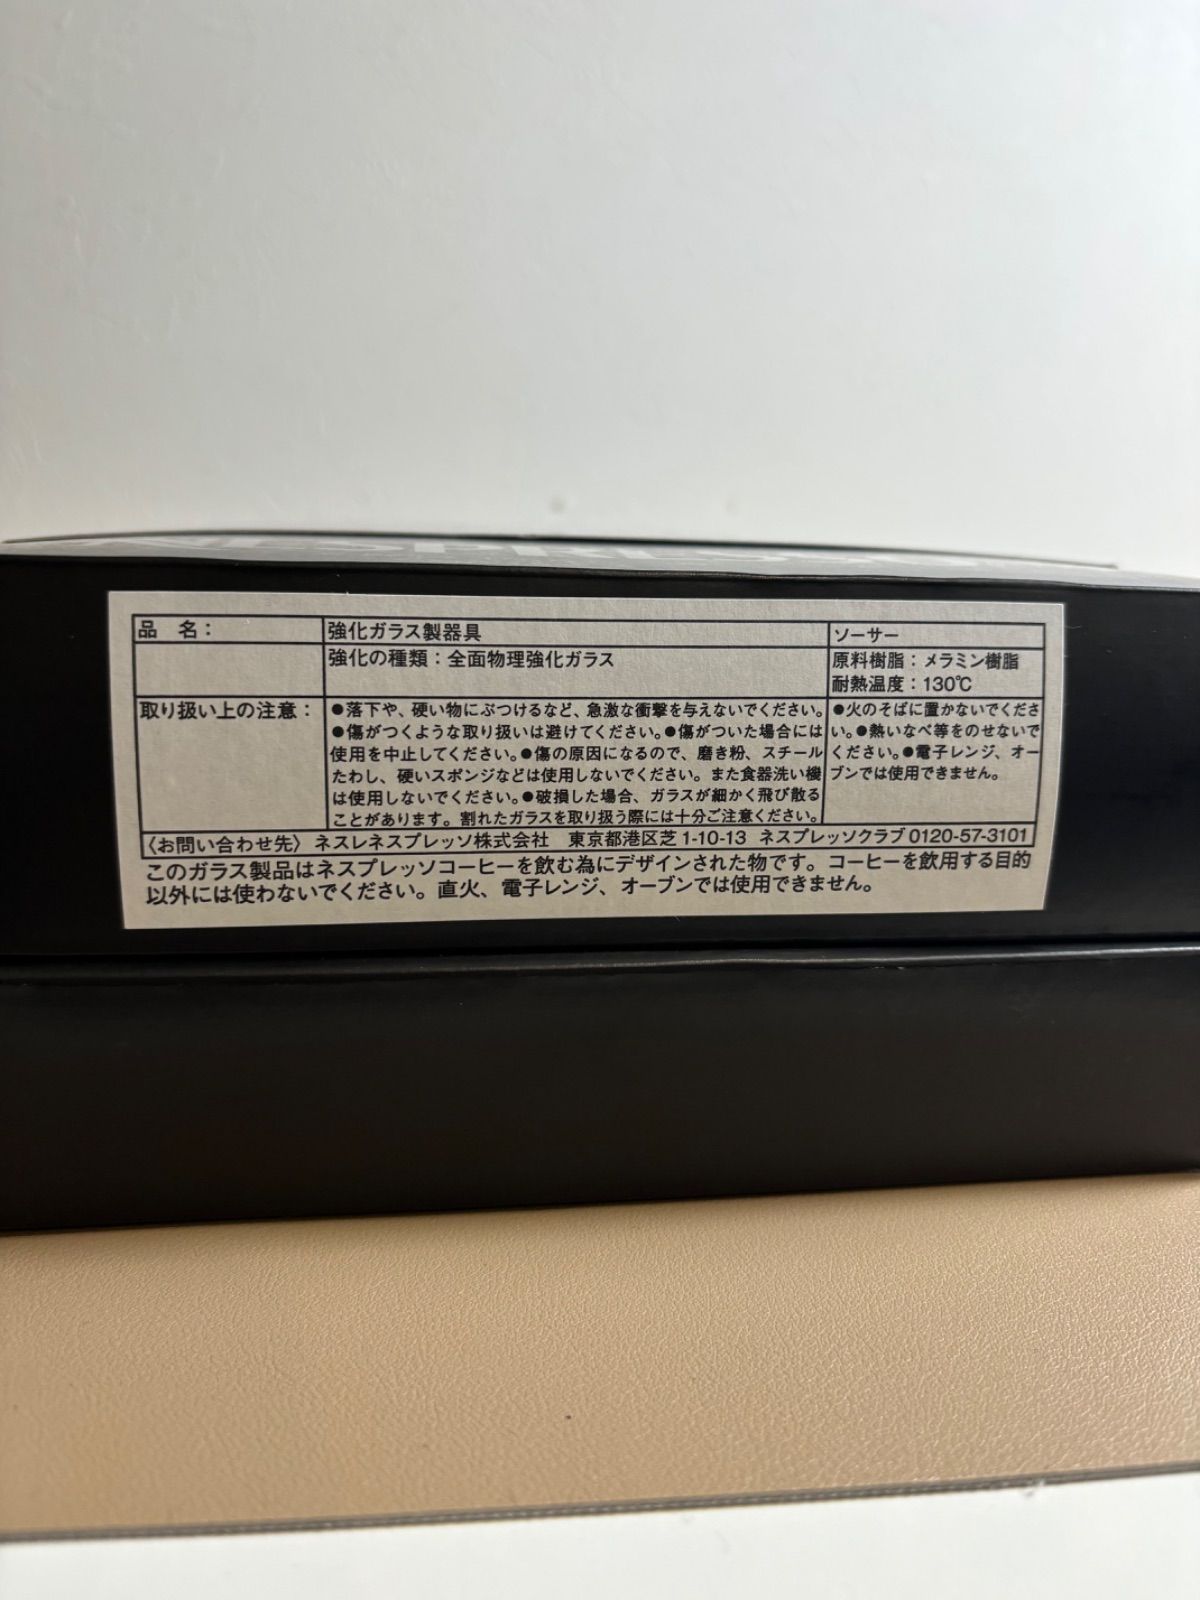 NESPRESSO
品 名：
強化ガラス製器具
ソーサー
強化の種類：全面物理強化ガラス
原料樹脂：メラミン樹脂
耐熱温度：130℃
取り扱い上の注意：
●落下や、硬い物にぶつけるなど、急激な衝撃を与えないでください。
●傷がつくような取り扱いは避けてください。●傷がついた場合には
使用を中止してください。●傷の原因になるので、磨き粉、スチール
たわし、硬いスポンジなどは使用しないでください。また食器洗い機
は使用しないでください。●破損した場合、ガラスが細かく飛び散る
ことがあります。割れたガラスを取り扱う際には十分ご注意ください。
●火のそばに置かないでくださ
い。●熱いなべ等をのせないで
ください。●電子レンジ、オー
ブンでは使用できません。
〈お問い合わせ先〉ネスレネスプレッソ株式会社 東京都港区芝 1-10-13 ネスプレッソクラブ 0120-57-3101
このガラス製品はネスプレッソコーヒーを飲む為にデザインされた物です。コーヒーを飲用する目的
以外には使わないでください。直火、電子レンジ、オーブンでは使用できません。